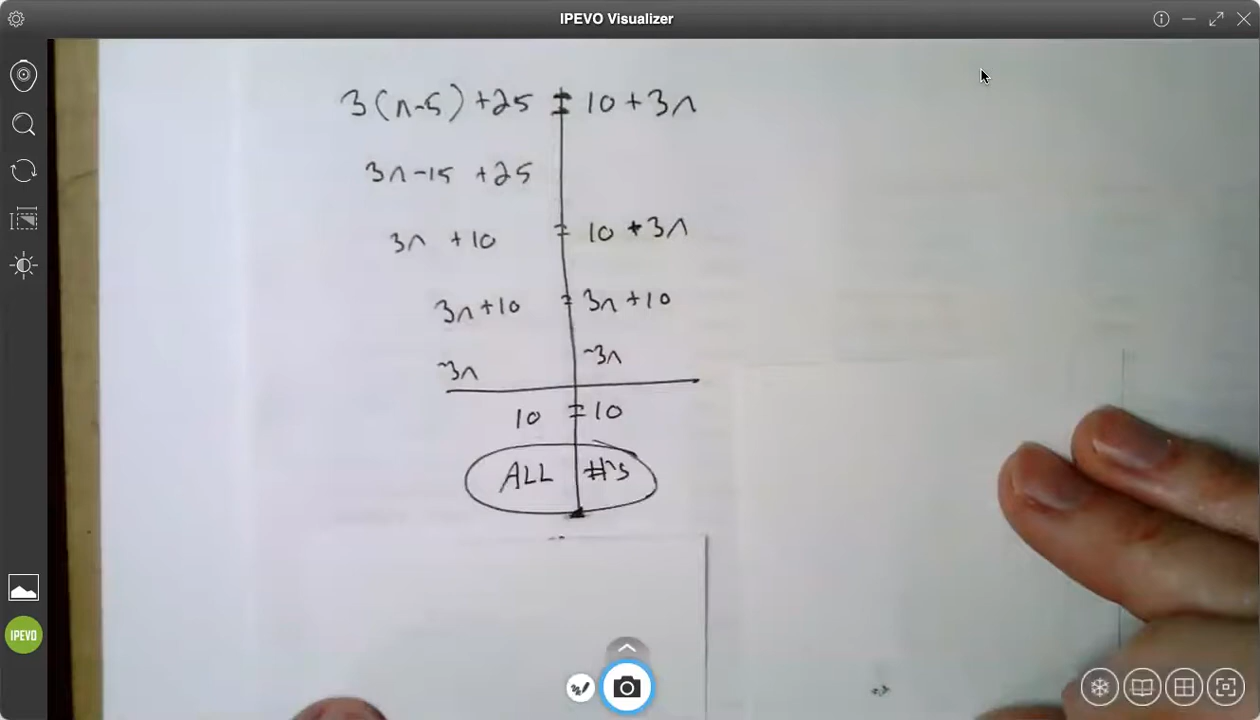 IPEVO Visualizer
3(n-5)+25 = 10+3n
3n-15 +25
3n +10 = 10 +3n
3n+10 = 3n+10
-3n -3n
10 = 10
ALL #'s
IPEVO